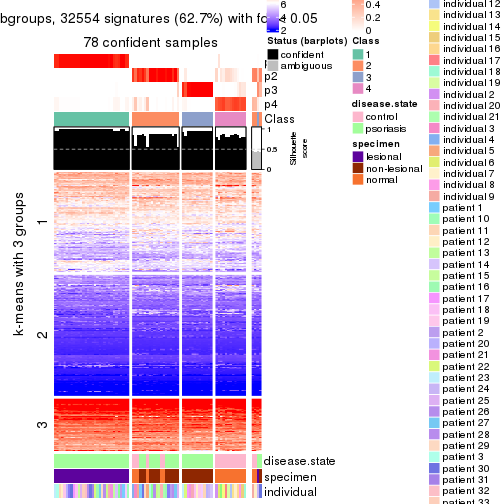 bgroups, 32554 signatures (62.7%) with fd < 0.05
78 confident samples
p2
p3
p4
Class
1
0.5
0
Silhouette
score
k-means with 3 groups
1
2
3
disease.state
specimen
individual
6
4
2
Status (barplots)
confident
ambiguous
0.4
0.2
0
Class
1
2
3
4
disease.state
control
psoriasis
specimen
lesional
non-lesional
normal
individual 12
individual 13
individual 14
individual 15
individual 16
individual 17
individual 18
individual 19
individual 2
individual 20
individual 21
individual 3
individual 4
individual 5
individual 6
individual 7
individual 8
individual 9
patient 1
patient 10
patient 11
patient 12
patient 13
patient 14
patient 15
patient 16
patient 17
patient 18
patient 19
patient 2
patient 20
patient 21
patient 22
patient 23
patient 24
patient 25
patient 26
patient 27
patient 28
patient 29
patient 3
patient 30
patient 31
patient 32
patient 33